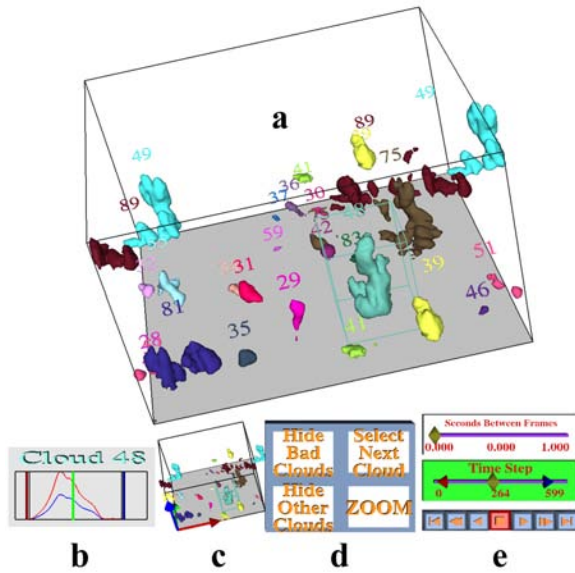 a
89
49
49
75
41
36
30
37
89
48
42
59
83
31
39
51
29
81
46
41
35
28
Cloud 48
Hide
Bad
Clouds
Select
Next
Cloud
Hide
Other
Clouds
ZOOM
Seconds Between Frames
0.000 0.000 1.000
Time Step
0 264 599
b c d e